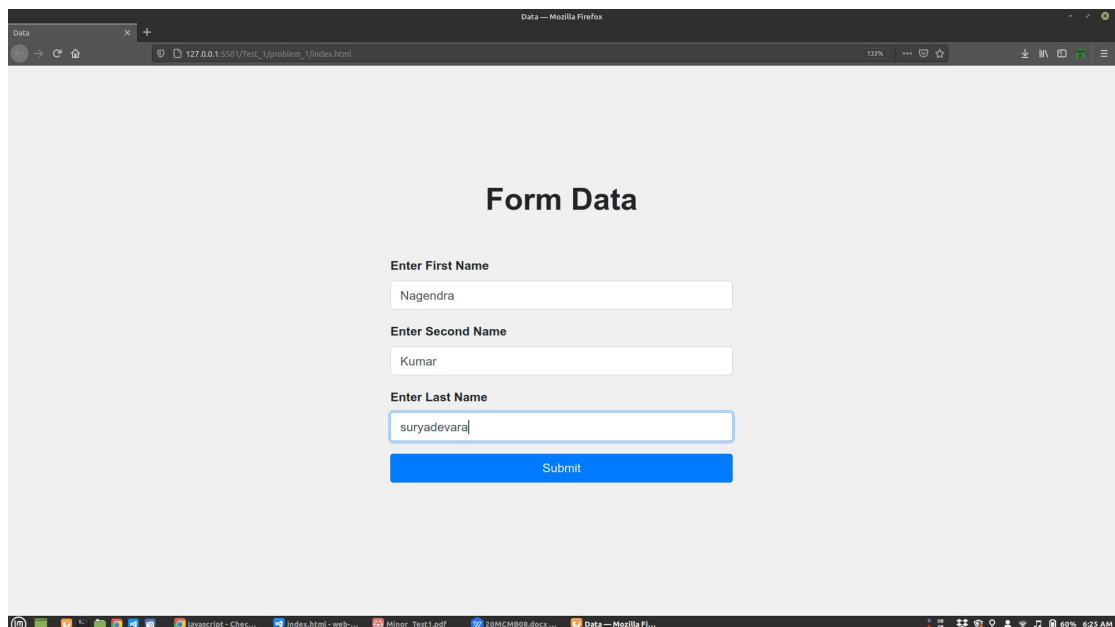 Data — Mozilla Firefox
Data
127.0.0.1:5501/Test_1/problem_1/index.html
133%
Form Data
Enter First Name
Nagendra
Enter Second Name
Kumar
Enter Last Name
suryadevara
Submit
javascript - Chec...
index.html - web-...
Minor_Test1.pdf
20MCMB08.docx ...
Data — Mozilla Fi...
60%
6:25 AM